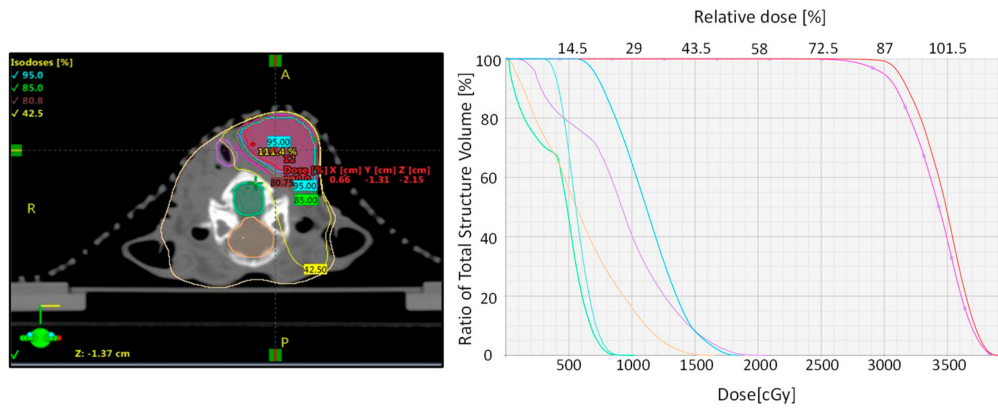 Isodoses [%]
✓ 95.0
✓ 85.0
✓ 80.8
✓ 42.5
A
R
P
95.00
12
Dose [%] X [cm] Y [cm] Z [cm]
0.66 -1.31 -2.15
80.75
95.00
85.00
42.50
Z: -1.37 cm
Relative dose [%]
14.5 29 43.5 58 72.5 87 101.5
Ratio of Total Structure Volume [%]
100
80
60
40
20
0
500 1000 1500 2000 2500 3000 3500
Dose[cGy]